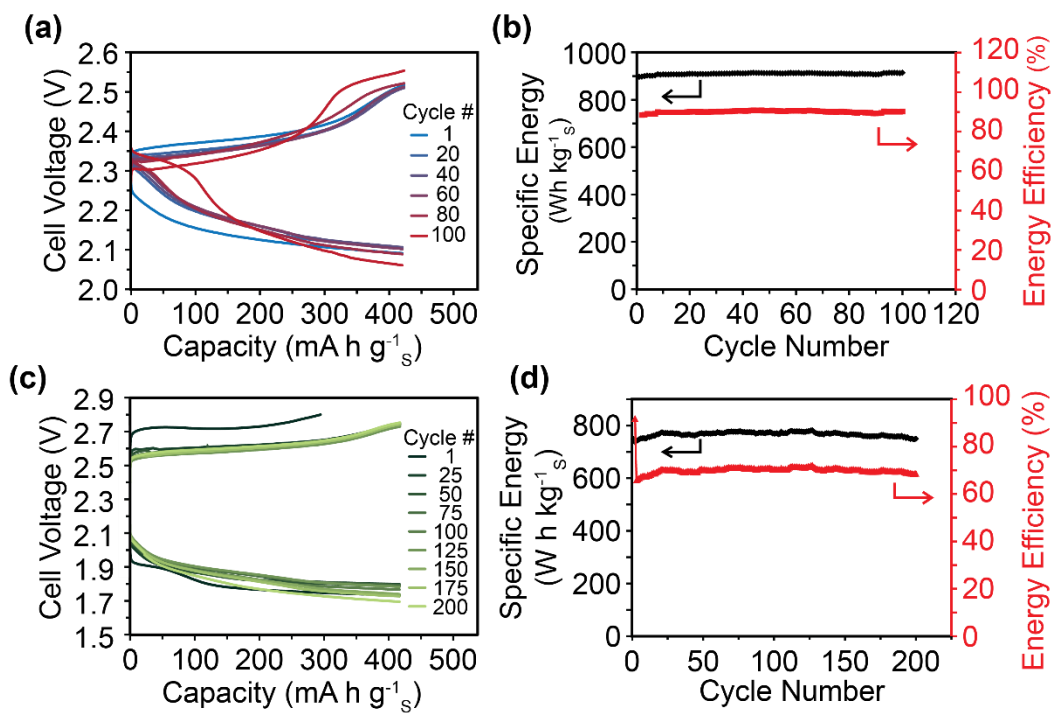 (a)
2.6
2.5
2.4
2.3
2.2
2.1
2.0
Cell Voltage (V)
Cycle #
1
20
40
60
80
100
0 100 200 300 400 500
Capacity (mA h g⁻¹S)
(b)
1000
800
600
400
200
0
Specific Energy
(Wh kg⁻¹S)
120
100
80
60
40
20
0
Energy Efficiency (%)
0 20 40 60 80 100 120
Cycle Number
(c)
2.9
2.7
2.5
2.3
2.1
1.9
1.7
1.5
Cell Voltage (V)
Cycle #
1
25
50
75
100
125
150
175
200
0 100 200 300 400 500
Capacity (mA h g⁻¹S)
(d)
800
600
400
200
0
Specific Energy
(W h kg⁻¹S)
100
80
60
40
20
0
Energy Efficiency (%)
0 50 100 150 200
Cycle Number